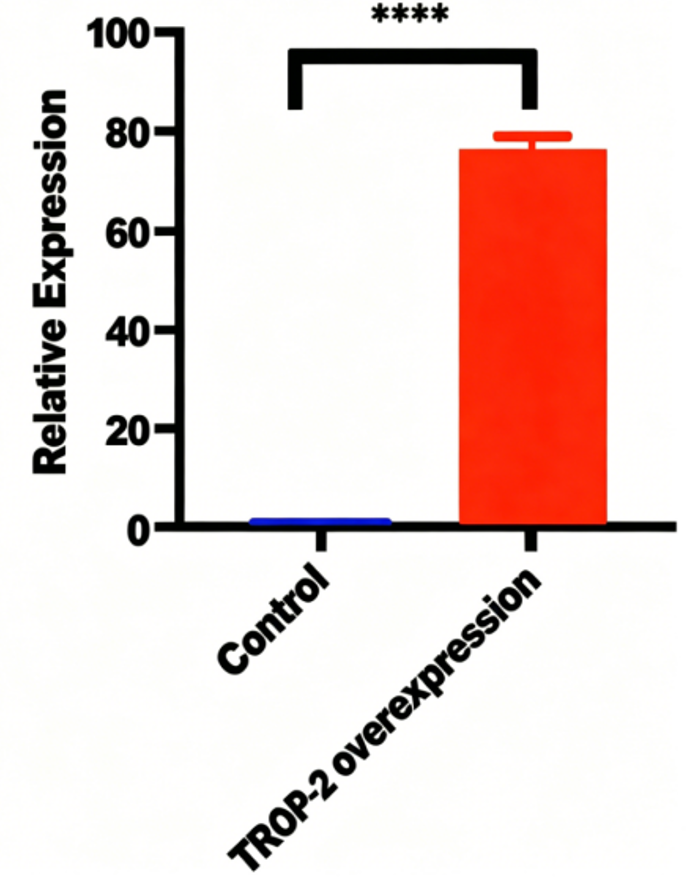 ****
Relative Expression
100
80
60
40
20
0
Control
TROP-2 overexpression